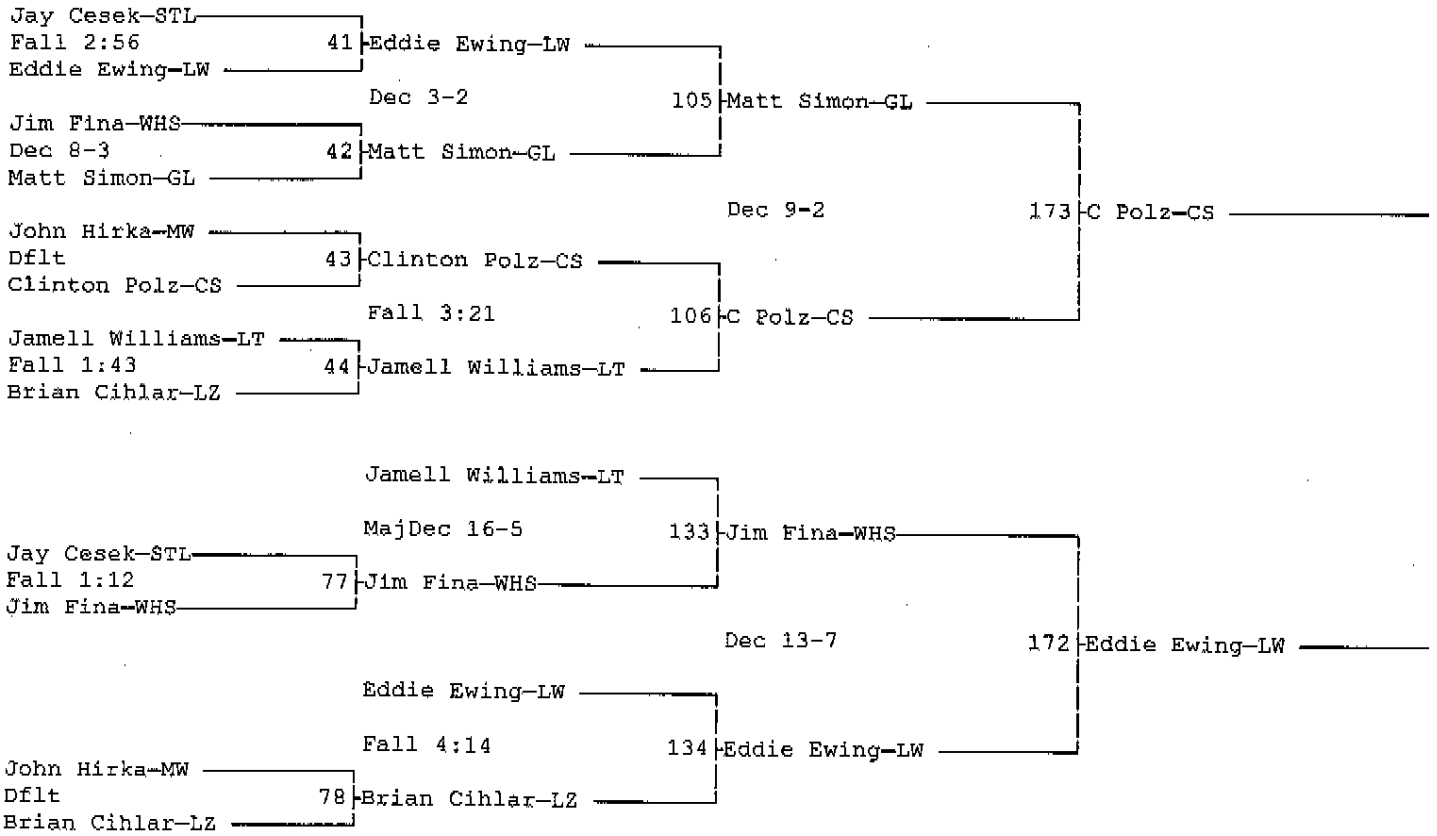 Jay Cesek-STL
Fall 2:56 41 Eddie Ewing-LW
Eddie Ewing-LW
Dec 3-2 105 Matt Simon-GL
Jim Fina-WHS
Dec 8-3 42 Matt Simon-GL
Matt Simon-GL
Dec 9-2 173 C Polz-CS
John Hirka-MW
Dflt 43 Clinton Polz-CS
Clinton Polz-CS
Fall 3:21 106 C Polz-CS
Jamell Williams-LT
Fall 1:43 44 Jamell Williams-LT
Brian Cihlar-LZ
Jamell Williams-LT
MajDec 16-5 133 Jim Fina-WHS
Jay Cesek-STL
Fall 1:12 77 Jim Fina-WHS
Jim Fina-WHS
Dec 13-7 172 Eddie Ewing-LW
Eddie Ewing-LW
Fall 4:14 134 Eddie Ewing-LW
John Hirka-MW
Dflt 78 Brian Cihlar-LZ
Brian Cihlar-LZ